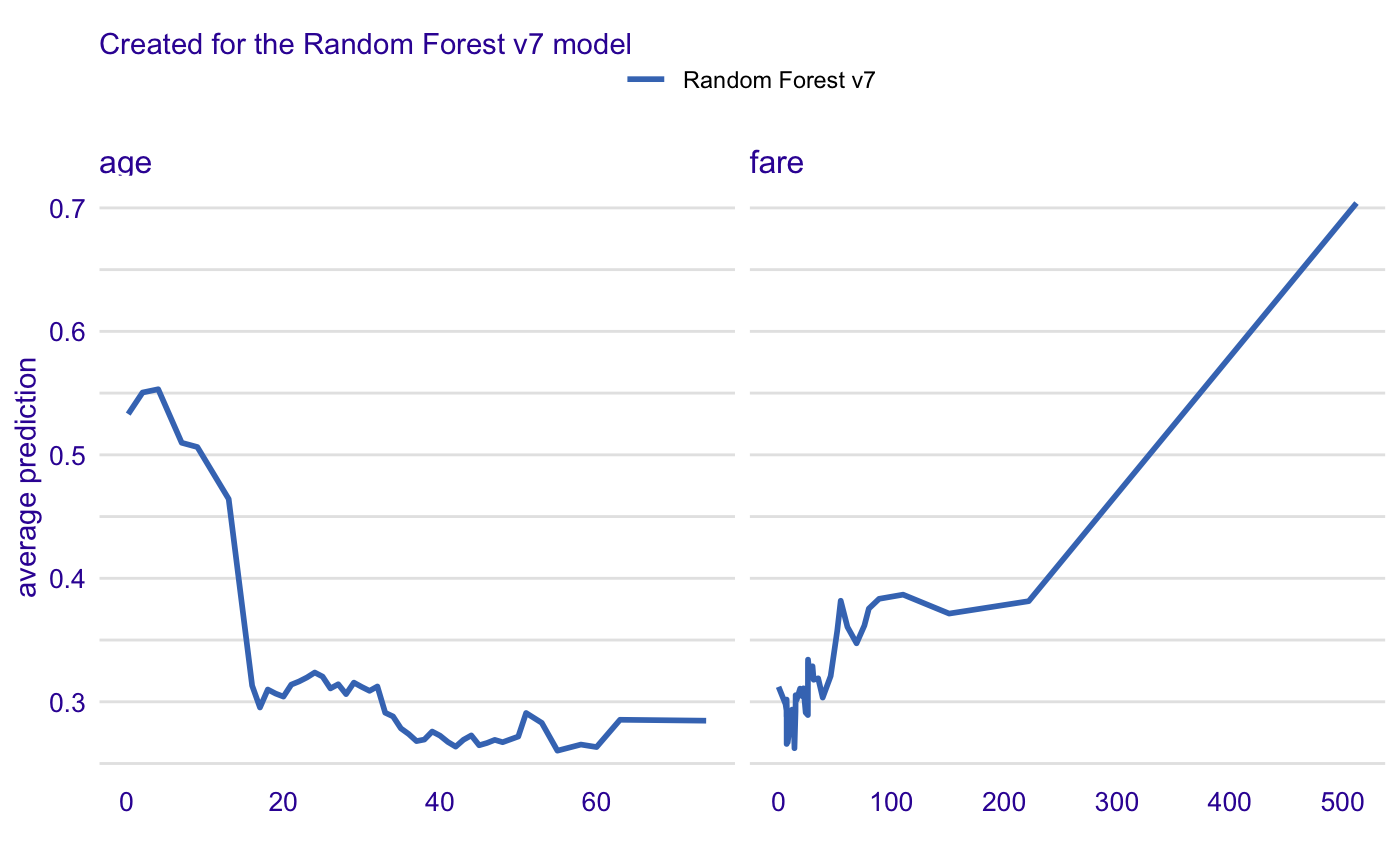 Created for the Random Forest v7 model
Random Forest v7
age
fare
average prediction
0.7
0.6
0.5
0.4
0.3
0 20 40 60
0 100 200 300 400 500